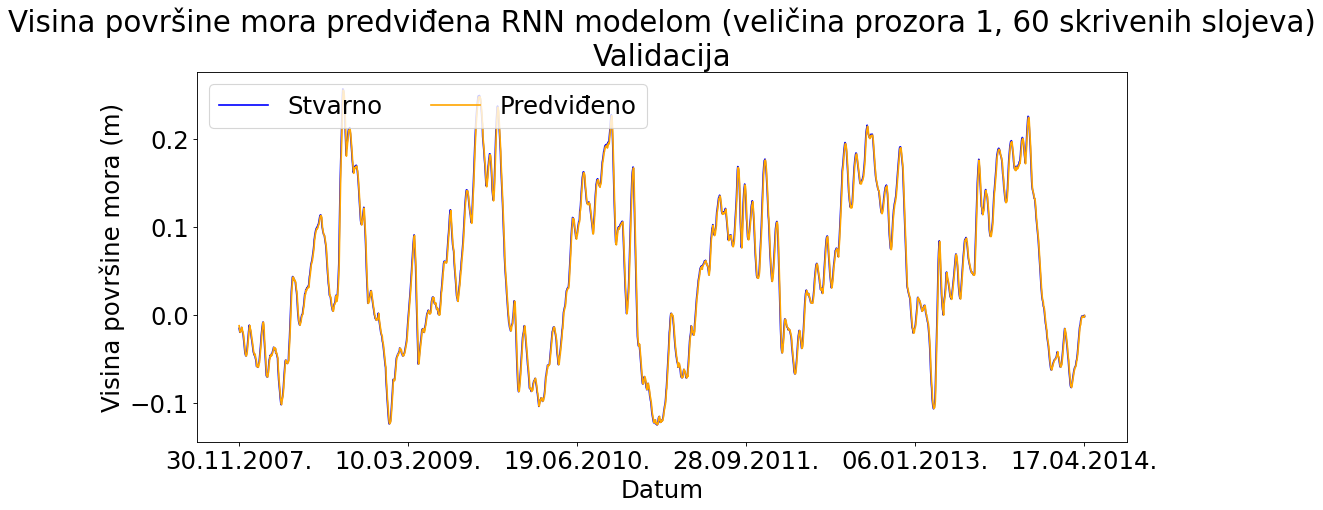 Visina površine mora predviđena RNN modelom (veličina prozora 1, 60 skrivenih slojeva)
Validacija
Stvarno Predviđeno
Visina površine mora (m)
0.2
0.1
0.0
−0.1
30.11.2007. 10.03.2009. 19.06.2010. 28.09.2011. 06.01.2013. 17.04.2014.
Datum